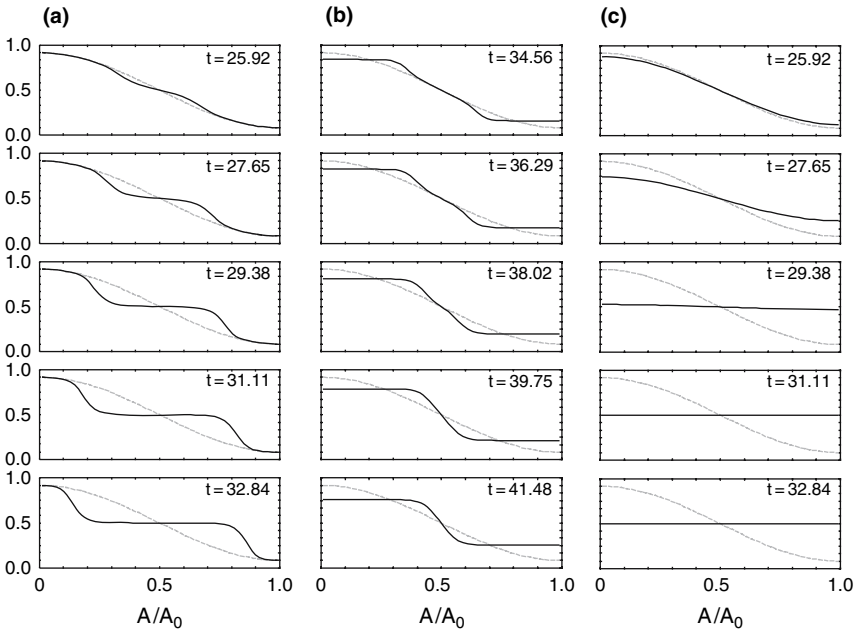 (a) (b) (c)
1.0 t = 25.92 t = 34.56 t = 25.92
0.5
0.0
1.0 t = 27.65 t = 36.29 t = 27.65
0.5
0.0
1.0 t = 29.38 t = 38.02 t = 29.38
0.5
0.0
1.0 t = 31.11 t = 39.75 t = 31.11
0.5
0.0
1.0 t = 32.84 t = 41.48 t = 32.84
0.5
0.0
0 0.5 1.0 0 0.5 1.0 0 0.5 1.0
A/A0 A/A0 A/A0